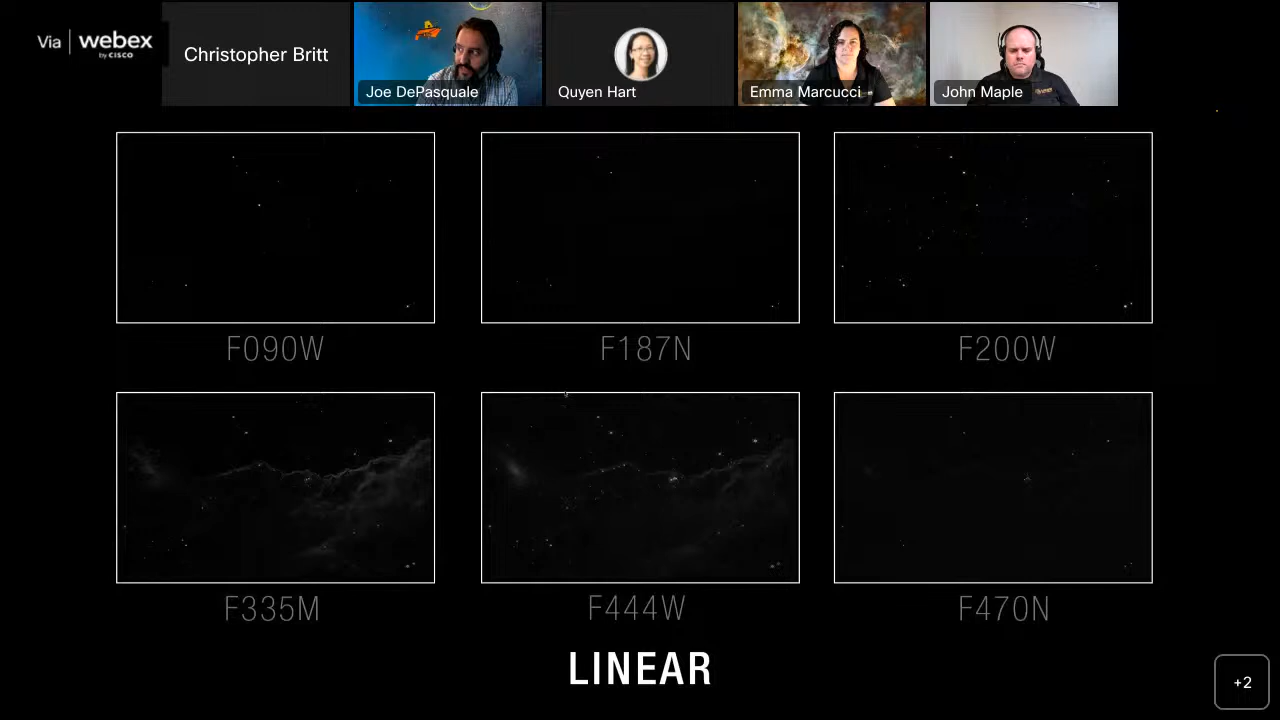 Via webex
by CISCO
Christopher Britt
Joe DePasquale
Quyen Hart
Emma Marcucci
John Maple
F090W
F187N
F200W
F335M
F444W
F470N
LINEAR
+2